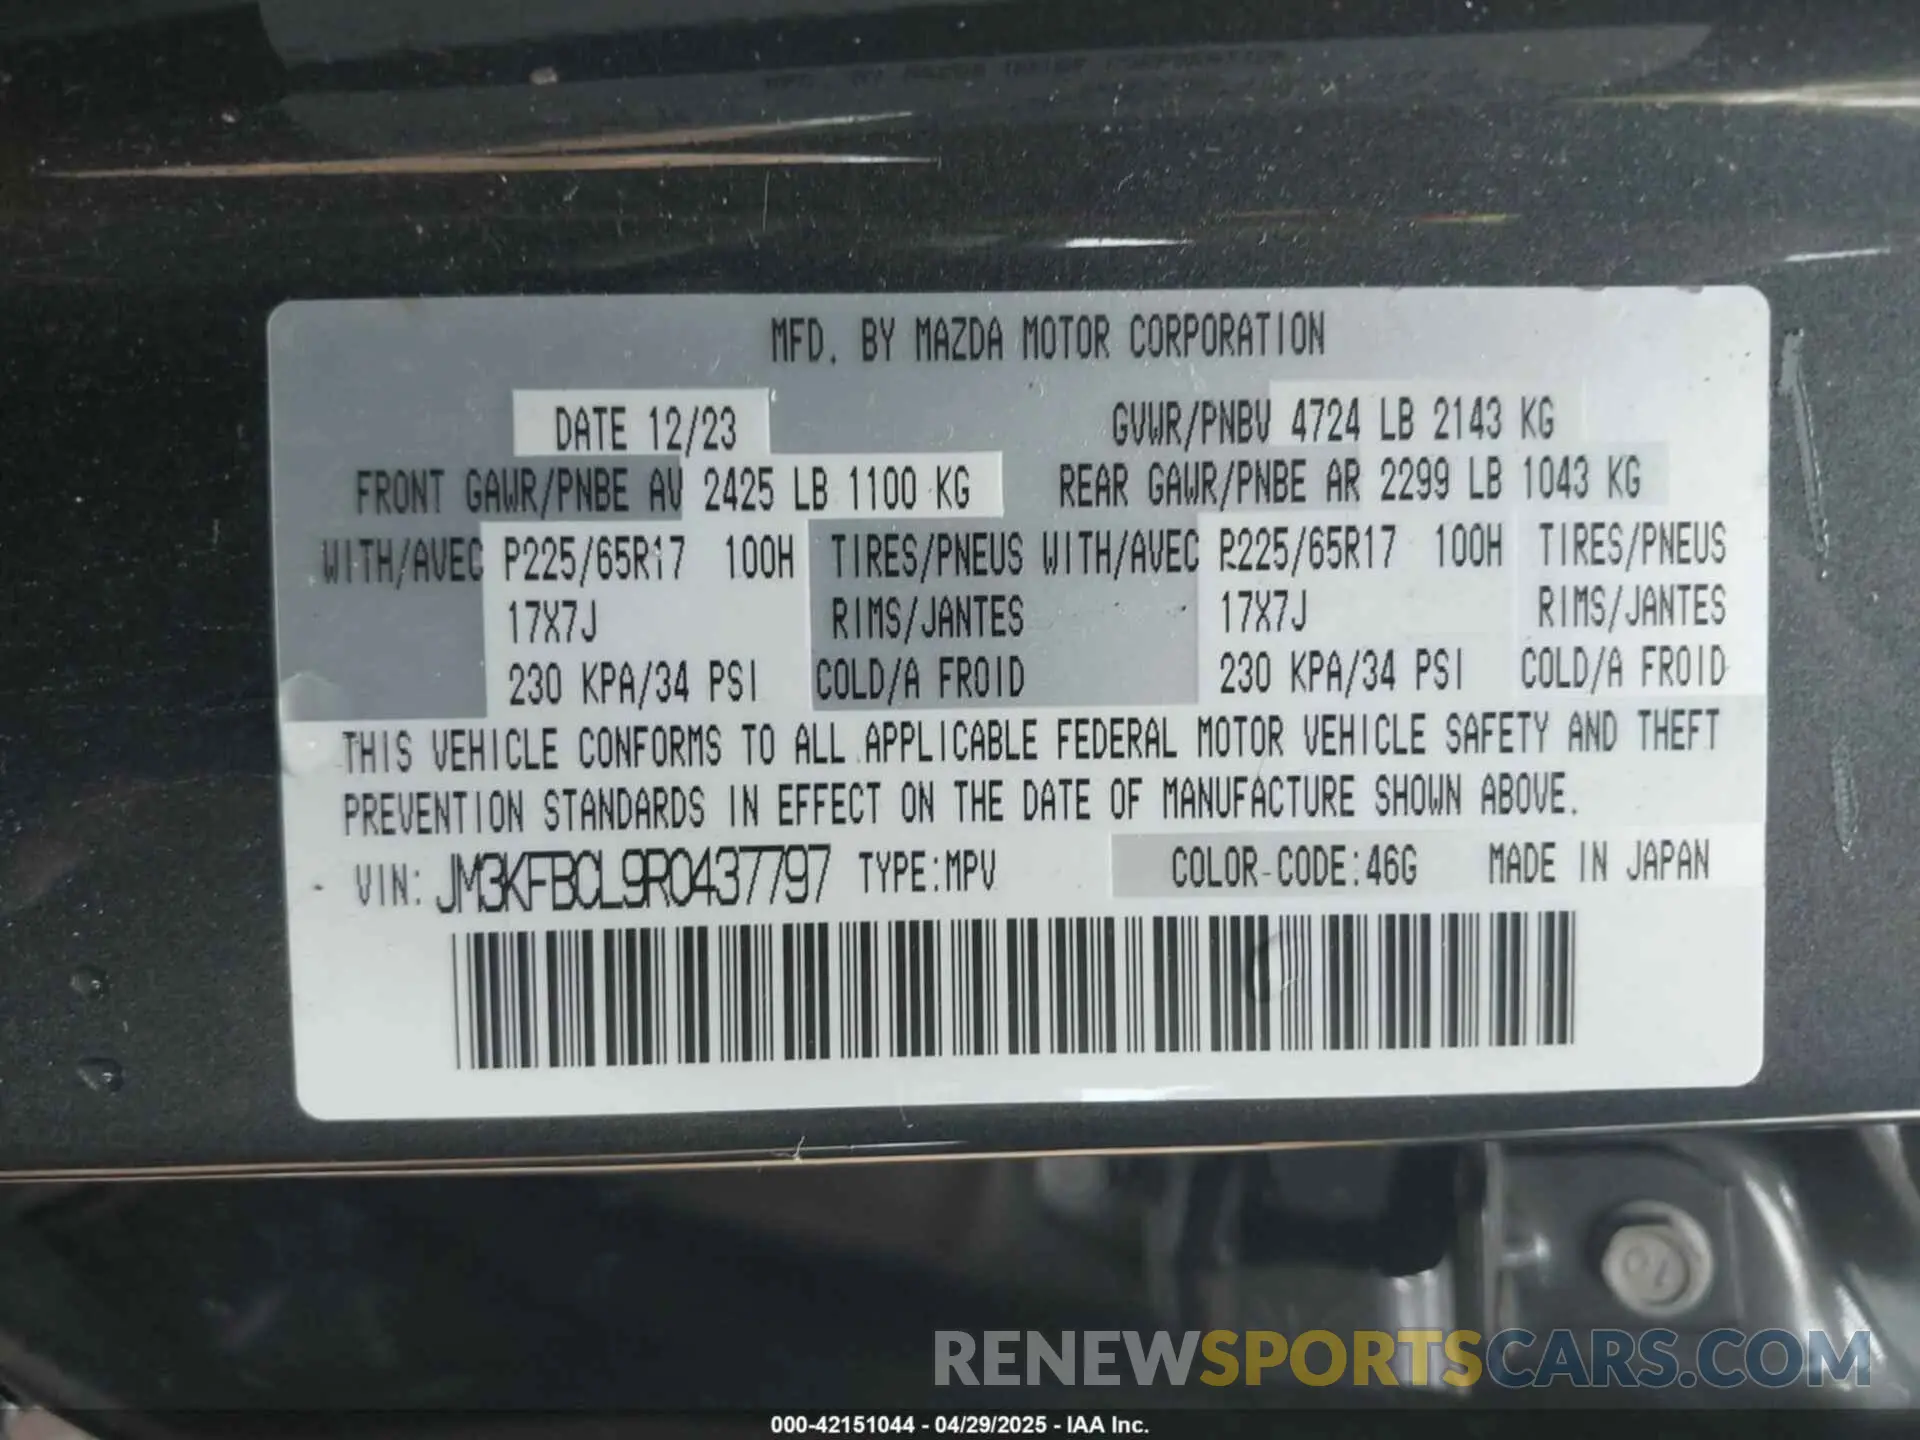 MFD. BY MAZDA MOTOR CORPORATION
DATE 12/23 GVWR/PNBV 4724 LB 2143 KG
FRONT GAWR/PNBE AV 2425 LB 1100 KG REAR GAWR/PNBE AR 2299 LB 1043 KG
WITH/AVEC P225/65R17 100H TIRES/PNEUS WITH/AVEC P225/65R17 100H TIRES/PNEUS
17X7J RIMS/JANTES 17X7J RIMS/JANTES
230 KPA/34 PSI COLD/A FROID 230 KPA/34 PSI COLD/A FROID
THIS VEHICLE CONFORMS TO ALL APPLICABLE FEDERAL MOTOR VEHICLE SAFETY AND THEFT
PREVENTION STANDARDS IN EFFECT ON THE DATE OF MANUFACTURE SHOWN ABOVE.
VIN: JM3KFBCL9R0437797 TYPE:MPV COLOR-CODE:46G MADE IN JAPAN
RENEWSPORTSCARS.COM
000-42151044 - 04/29/2025 - IAA Inc.